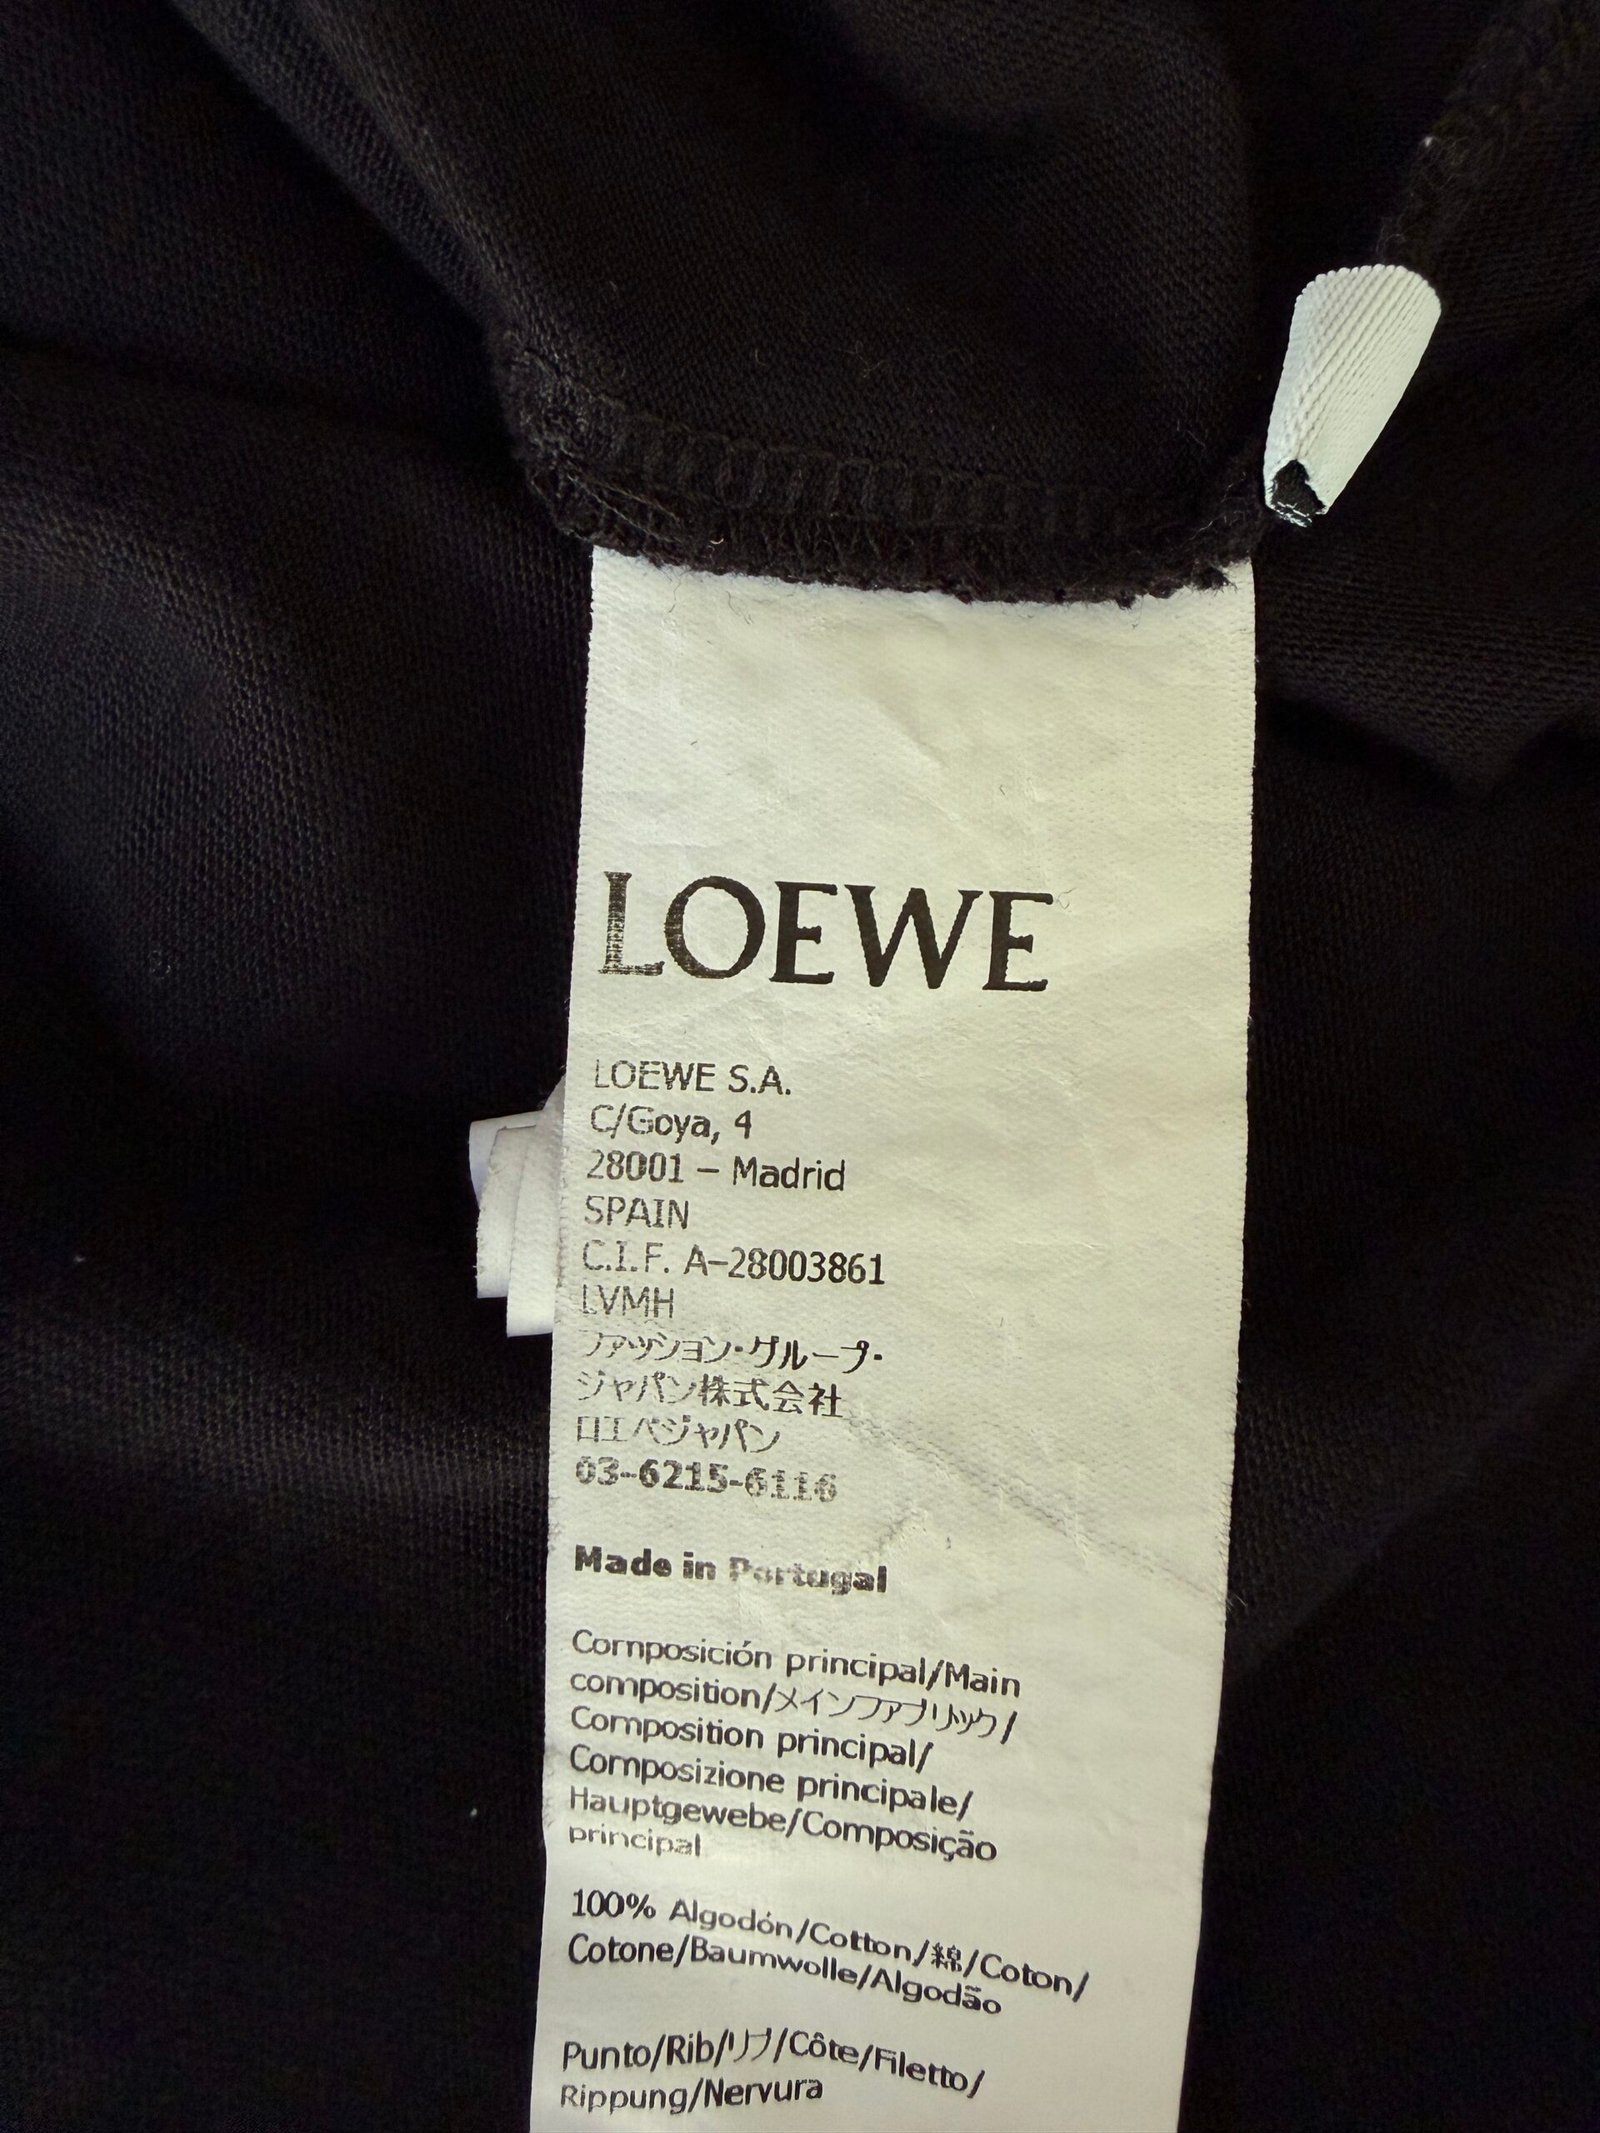 LOEWE
LOEWE S.A.
C/Goya, 4
28001 – Madrid
SPAIN
C.I.F. A–28003861
LVMH
ファッション・グループ・
ジャパン株式会社
ロエベジャパン
03-6215-6116
Made in Portugal
Composición principal/Main
composition/メインファブリック/
Composition principal/
Composizione principale/
Hauptgewebe/Composição
principal
100% Algodón/Cotton/綿/Coton/
Cotone/Baumwolle/Algodão
Punto/Rib/リブ/Côte/Filetto/
Rippung/Nervura